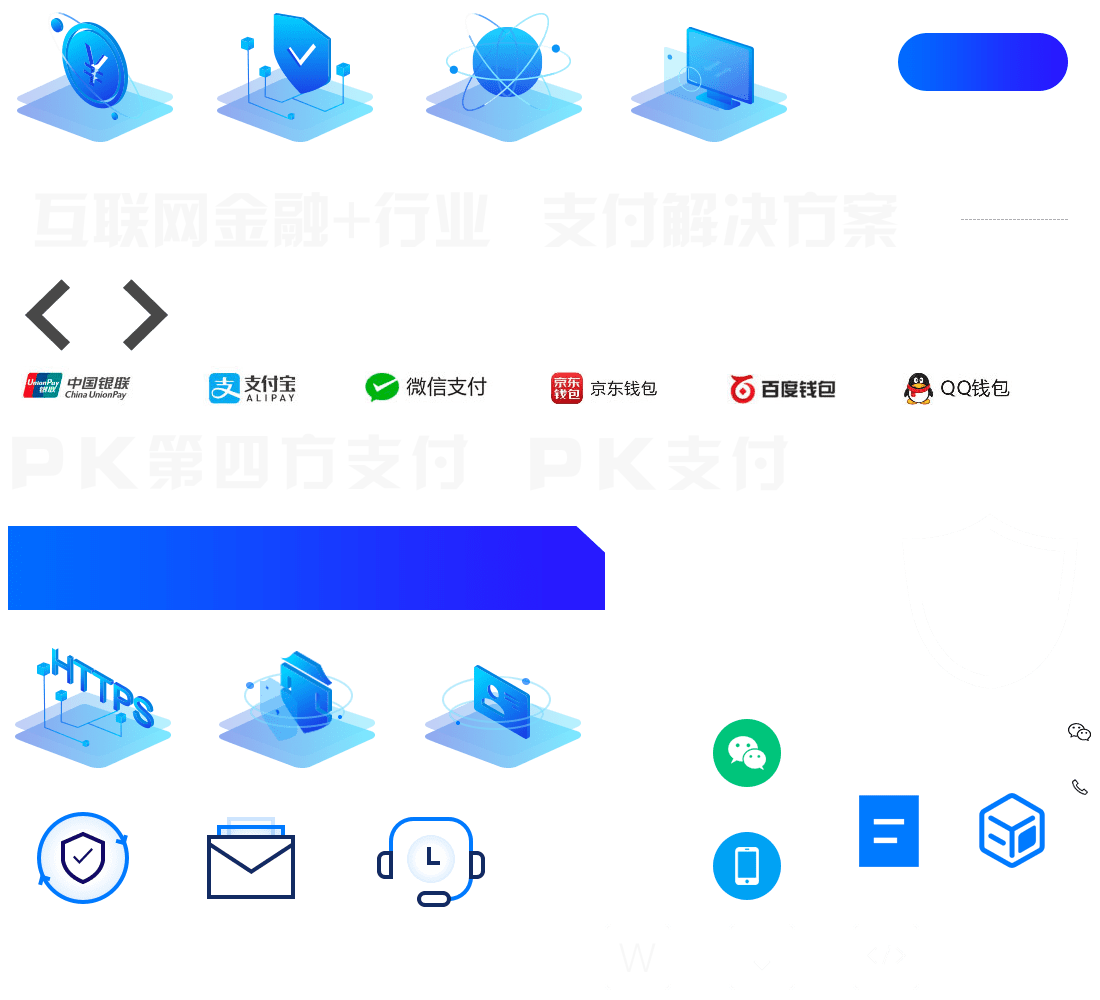 互联网金融+行业 支付解决方案
UnionPay 银联 中国银联 China UnionPay
支 支付宝 ALIPAY
微信支付
京东钱包 京东钱包
百度钱包
QQ钱包
PK第四方支付 PK支付
HTTPS
W